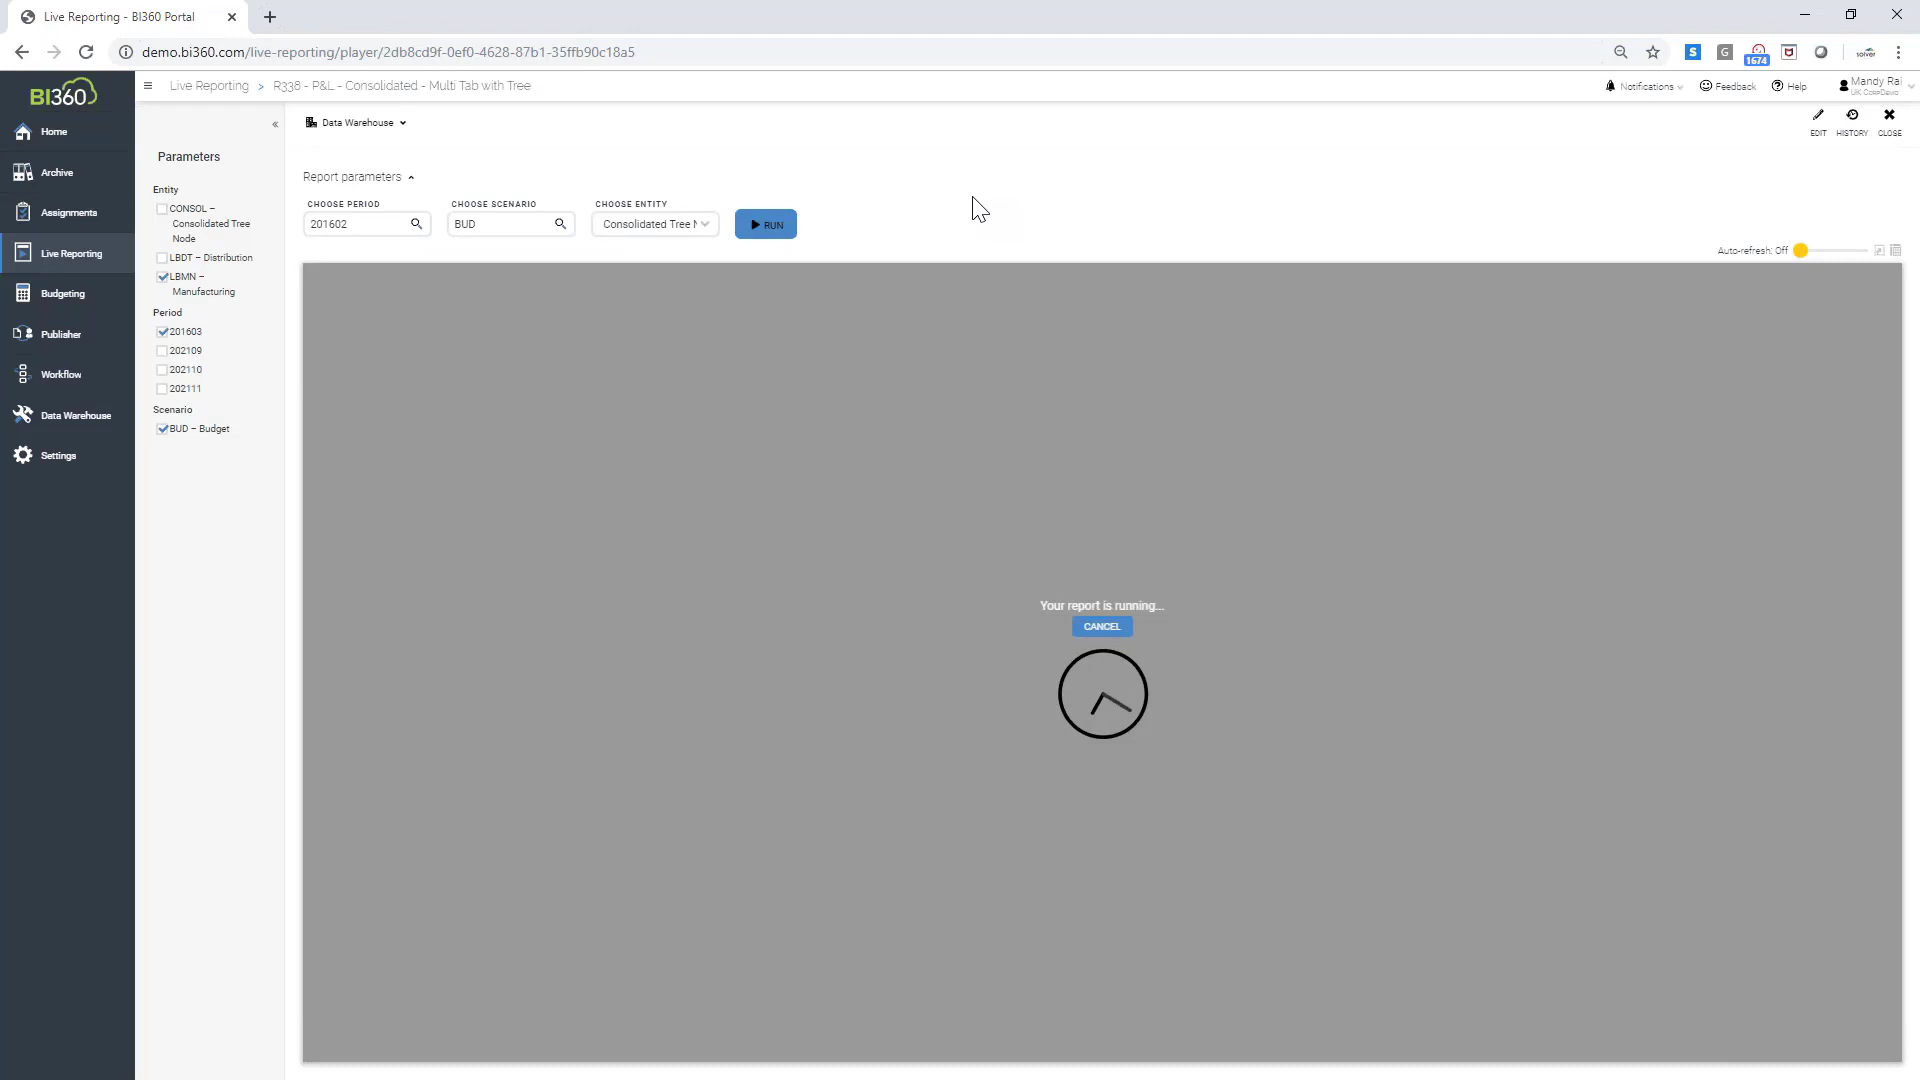 Live Reporting - BI360 Portal
demo.bi360.com/live-reporting/player/2db8cd9f-0ef0-4628-87b1-35ffb90c18a5
S
G
1674
solver
BI360
Live Reporting > R338 - P&L - Consolidated - Multi Tab with Tree
Notifications
Feedback
Help
Mandy Rai
UK CorpDemo
Home
Archive
Assignments
Live Reporting
Budgeting
Publisher
Workflow
Data Warehouse
Settings
Parameters
Entity
CONSOL –
Consolidated Tree
Node
LBDT – Distribution
LBMN –
Manufacturing
Period
201603
202109
202110
202111
Scenario
BUD – Budget
Data Warehouse
EDIT
HISTORY
CLOSE
Report parameters
CHOOSE PERIOD
CHOOSE SCENARIO
CHOOSE ENTITY
201602
BUD
Consolidated Tree
RUN
Auto-refresh: Off
Your report is running...
CANCEL